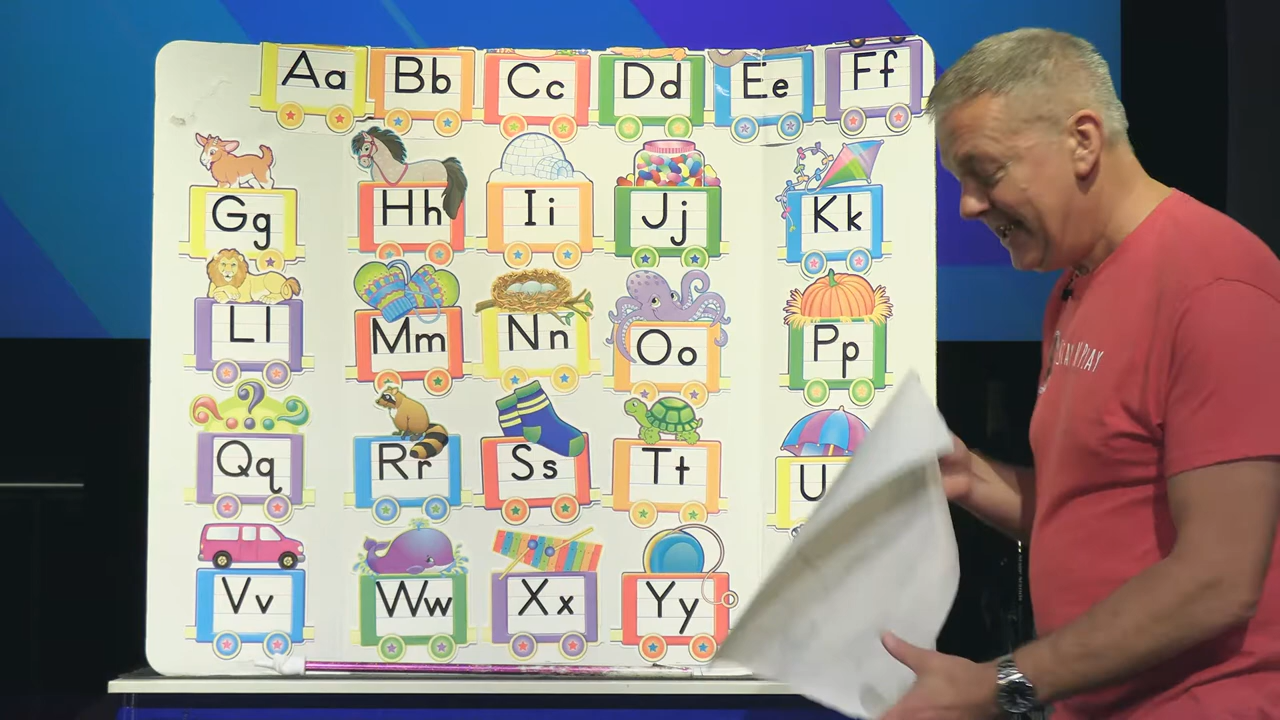 Aa Bb Cc Dd Ee Ff
Gg Hh Ii Jj Kk
Ll Mm Nn Oo Pp
Qq Rr Ss Tt U
Vv Ww Xx Yy